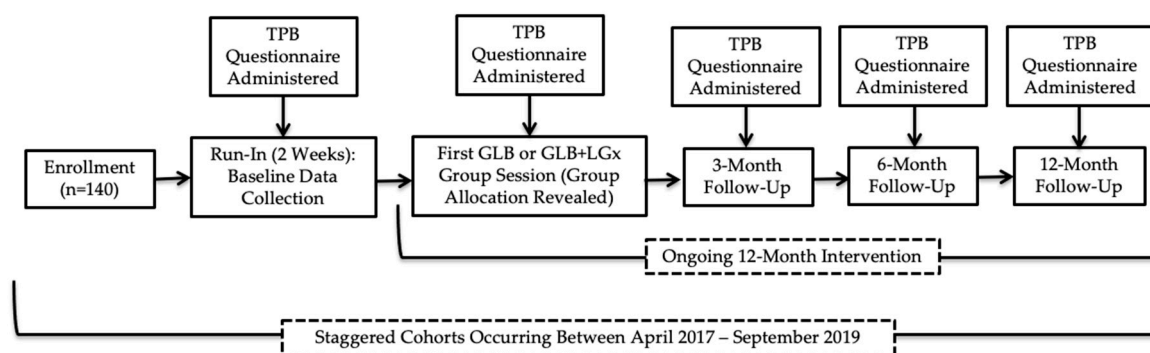 TPB
Questionnaire
Administered
TPB
Questionnaire
Administered
TPB
Questionnaire
Administered
TPB
Questionnaire
Administered
TPB
Questionnaire
Administered
Enrollment
(n=140)
Run-In (2 Weeks):
Baseline Data
Collection
First GLB or GLB+LGx
Group Session (Group
Allocation Revealed)
3-Month
Follow-Up
6-Month
Follow-Up
12-Month
Follow-Up
Ongoing 12-Month Intervention
Staggered Cohorts Occurring Between April 2017 – September 2019